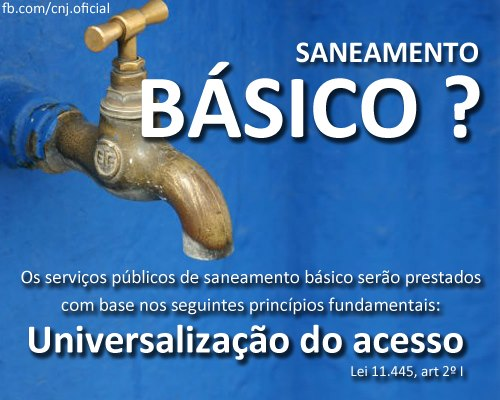 fb.com/cnj.oficial
SANEAMENTO
BÁSICO ?
Os serviços públicos de saneamento básico serão prestados
com base nos seguintes princípios fundamentais:
Universalização do acesso
Lei 11.445, art 2º I